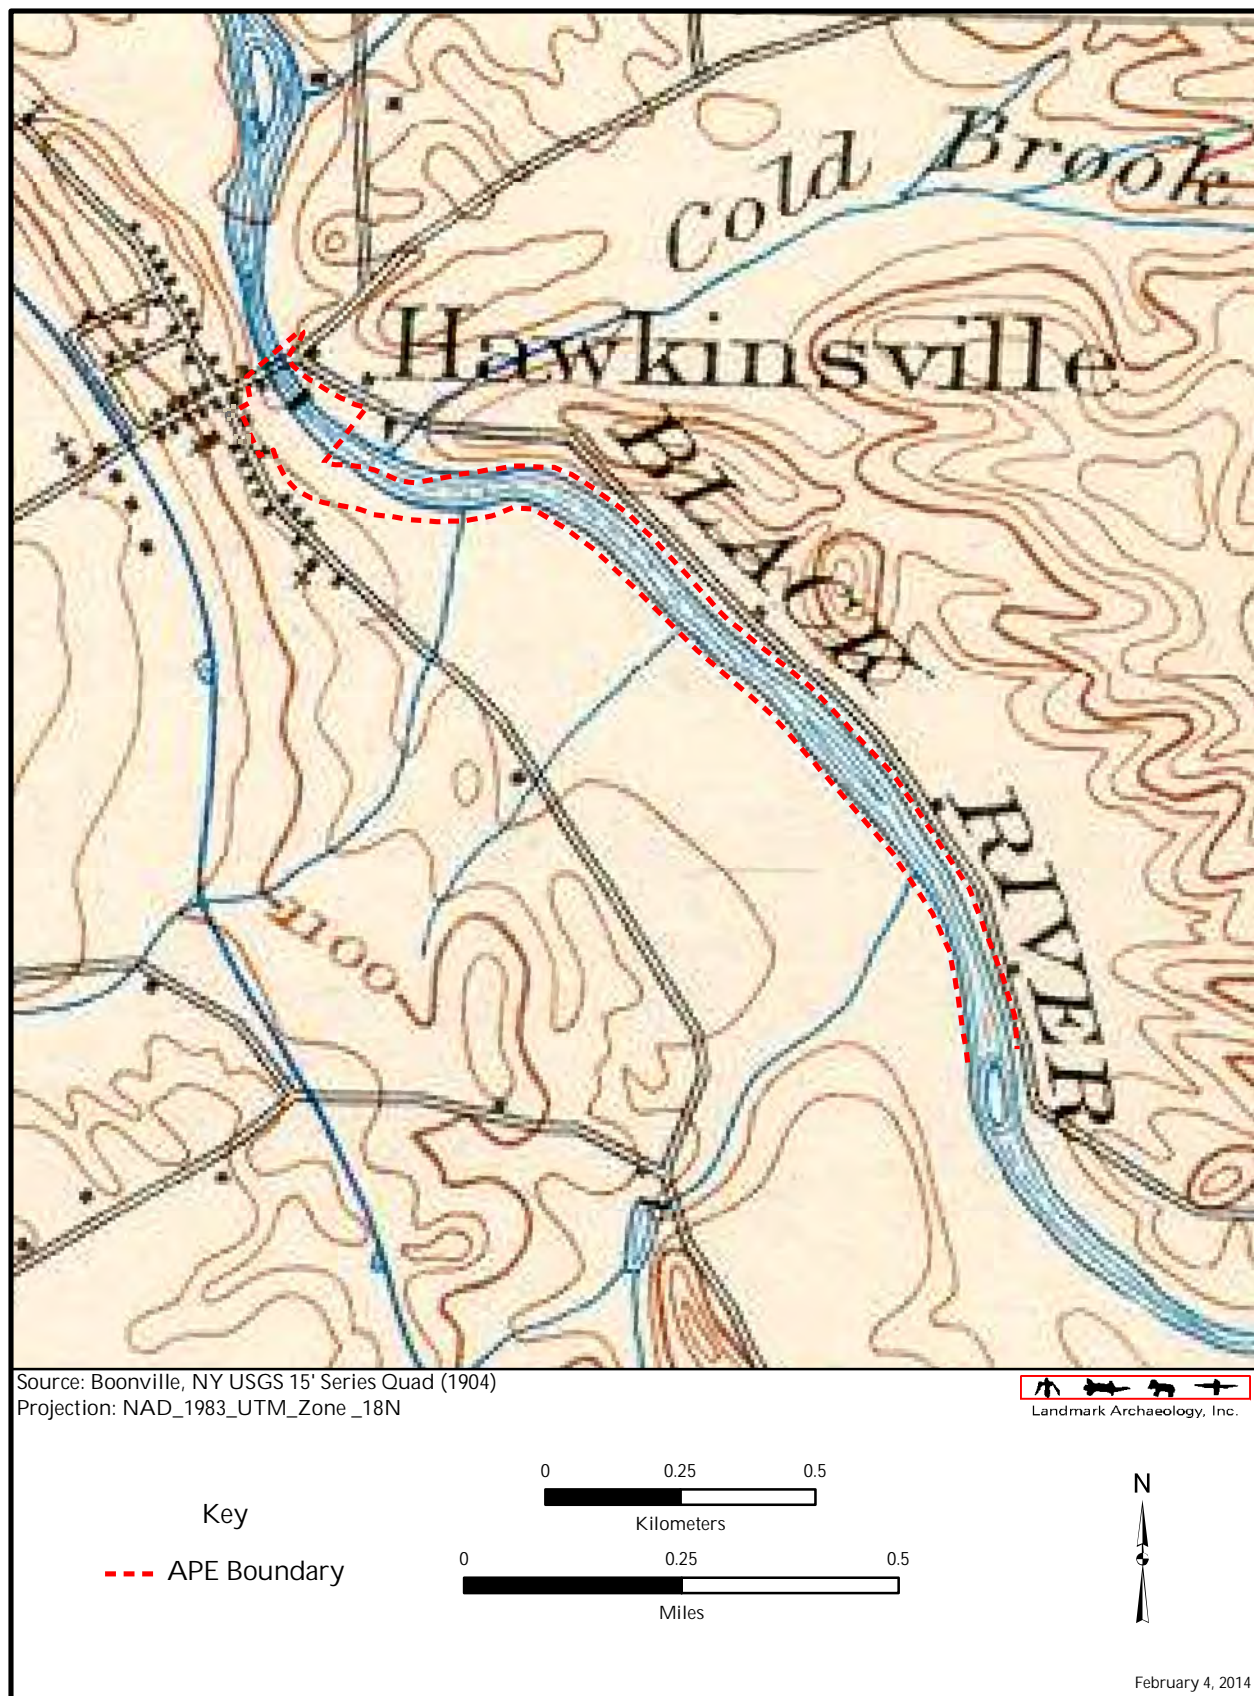 Cold Brook
Hawkinsville
BLACK
RIVER
1100
Source: Boonville, NY USGS 15' Series Quad (1904)
Projection: NAD_1983_UTM_Zone _18N
Landmark Archaeology, Inc.
Key
APE Boundary
0 0.25 0.5
Kilometers
0 0.25 0.5
Miles
N
February 4, 2014